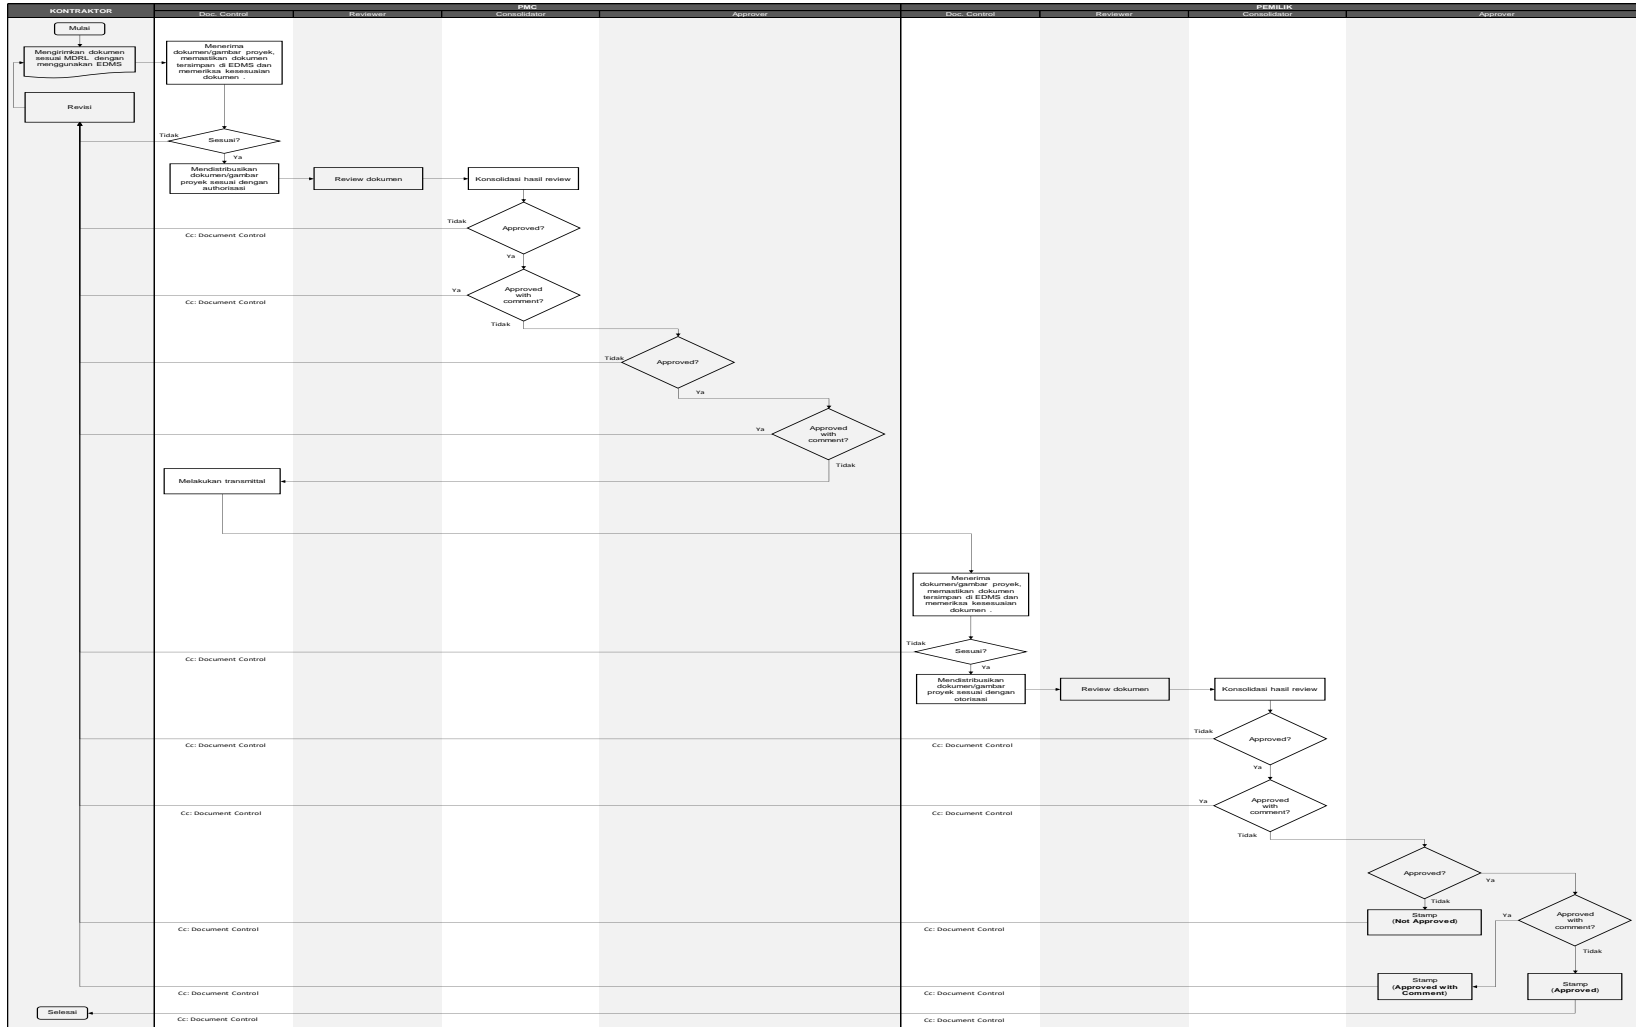 KONTRAKTOR
PMC
PEMILIK
Doc. Control
Reviewer
Consolidator
Approver
Doc. Control
Reviewer
Consolidator
Approver
Mulai
Mengirimkan dokumen
sesuai MDRL dengan
menggunakan EDMS
Menerima
dokumen/gambar proyek,
memastikan dokumen
tersimpan di EDMS dan
memeriksa kesesuaian
dokumen .
Revisi
Tidak
Sesuai?
Ya
Mendistribusikan
dokumen/gambar
proyek sesuai dengan
authorisasi
Review dokumen
Konsolidasi hasil review
Tidak
Approved?
Cc: Document Control
Ya
Ya
Approved
with
comment?
Cc: Document Control
Tidak
Tidak
Approved?
Ya
Ya
Approved
with
comment?
Tidak
Melakukan transmittal
Menerima
dokumen/gambar proyek,
memastikan dokumen
tersimpan di EDMS dan
memeriksa kesesuaian
dokumen .
Tidak
Sesuai?
Cc: Document Control
Ya
Mendistribusikan
dokumen/gambar
proyek sesuai dengan
otorisasi
Review dokumen
Konsolidasi hasil review
Tidak
Approved?
Cc: Document Control
Cc: Document Control
Ya
Ya
Approved
with
comment?
Cc: Document Control
Cc: Document Control
Tidak
Approved?
Ya
Tidak
Stamp
(Not Approved)
Ya
Approved
with
comment?
Cc: Document Control
Cc: Document Control
Tidak
Stamp
(Approved with
Comment)
Stamp
(Approved)
Cc: Document Control
Cc: Document Control
Selesai
Cc: Document Control
Cc: Document Control